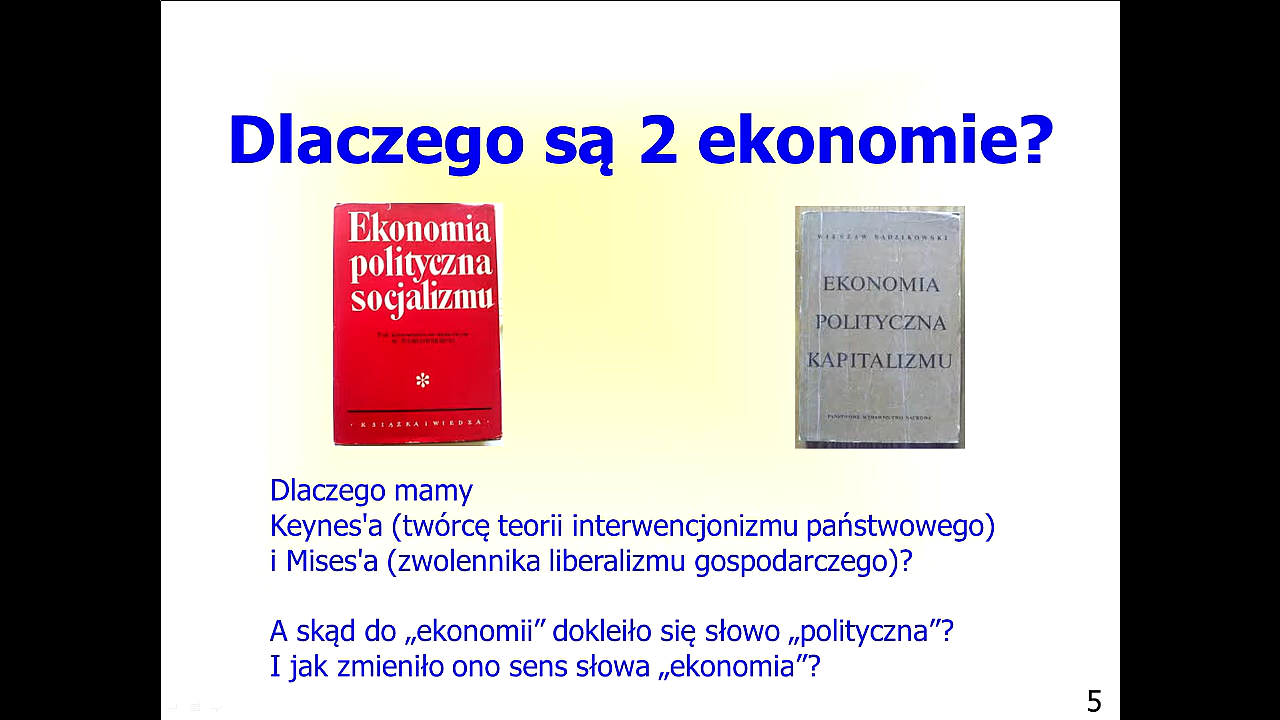 Dlaczego są 2 ekonomie?
Ekonomia
polityczna
socjalizmu
KSIĄŻKA I WIEDZA
WIESŁAW SADZIKOWSKI
EKONOMIA
POLITYCZNA
KAPITALIZMU
PAŃSTWOWE WYDAWNICTWO NAUKOWE
Dlaczego mamy
Keynes'a (twórcę teorii interwencjonizmu państwowego)
i Mises'a (zwolennika liberalizmu gospodarczego)?
A skąd do „ekonomii” dokleiło się słowo „polityczna”?
I jak zmieniło ono sens słowa „ekonomia”?
5